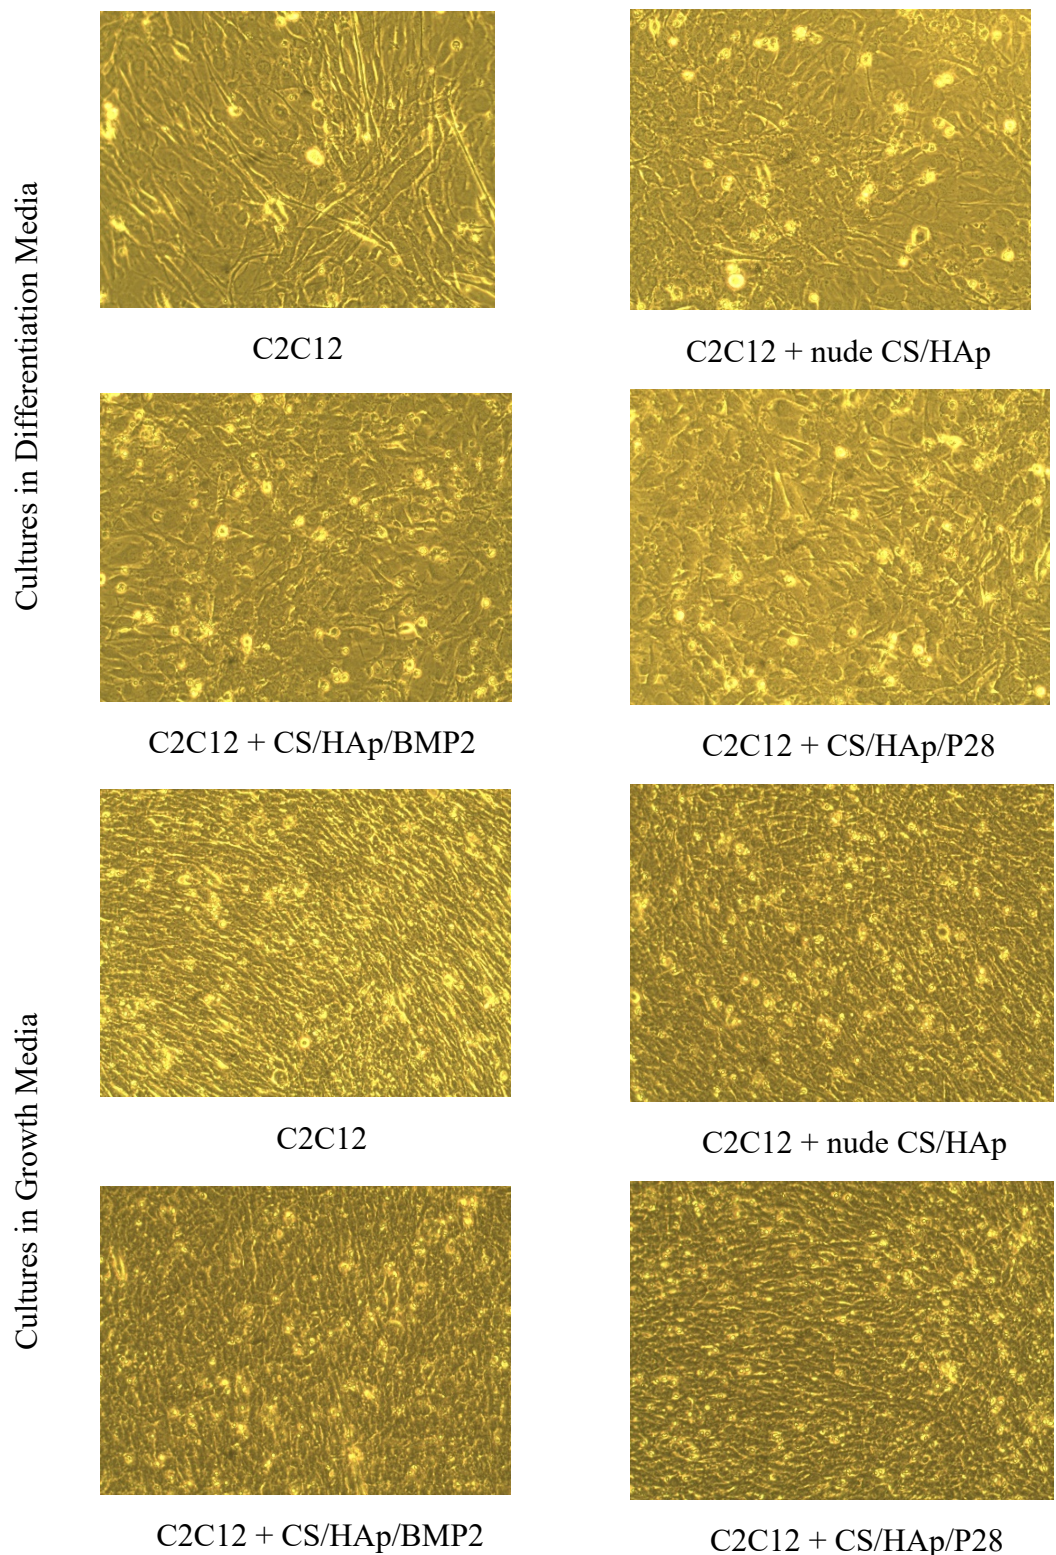 Cultures in Differentiation Media
C2C12
C2C12 + nude CS/HAp
C2C12 + CS/HAp/BMP2
C2C12 + CS/HAp/P28
Cultures in Growth Media
C2C12
C2C12 + nude CS/HAp
C2C12 + CS/HAp/BMP2
C2C12 + CS/HAp/P28